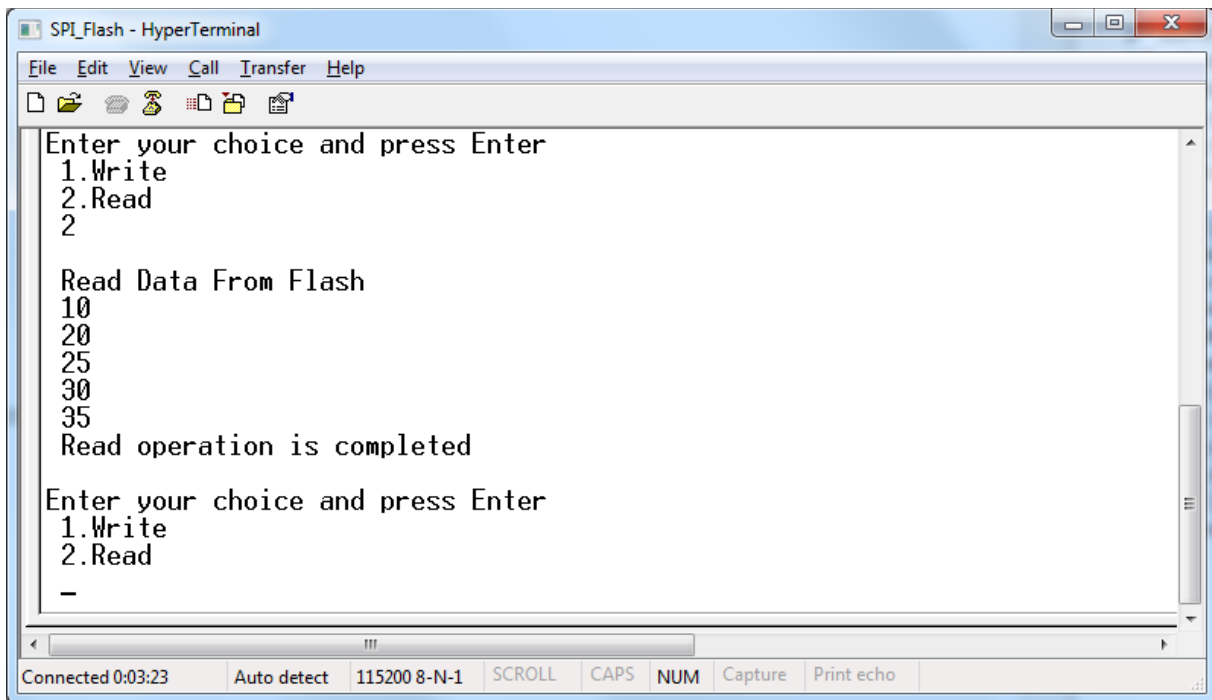 SPI_Flash - HyperTerminal
File Edit View Call Transfer Help
Enter your choice and press Enter
1.Write
2.Read
2
Read Data From Flash
10
20
25
30
35
Read operation is completed
Enter your choice and press Enter
1.Write
2.Read
_
Connected 0:03:23 Auto detect 115200 8-N-1 SCROLL CAPS NUM Capture Print echo